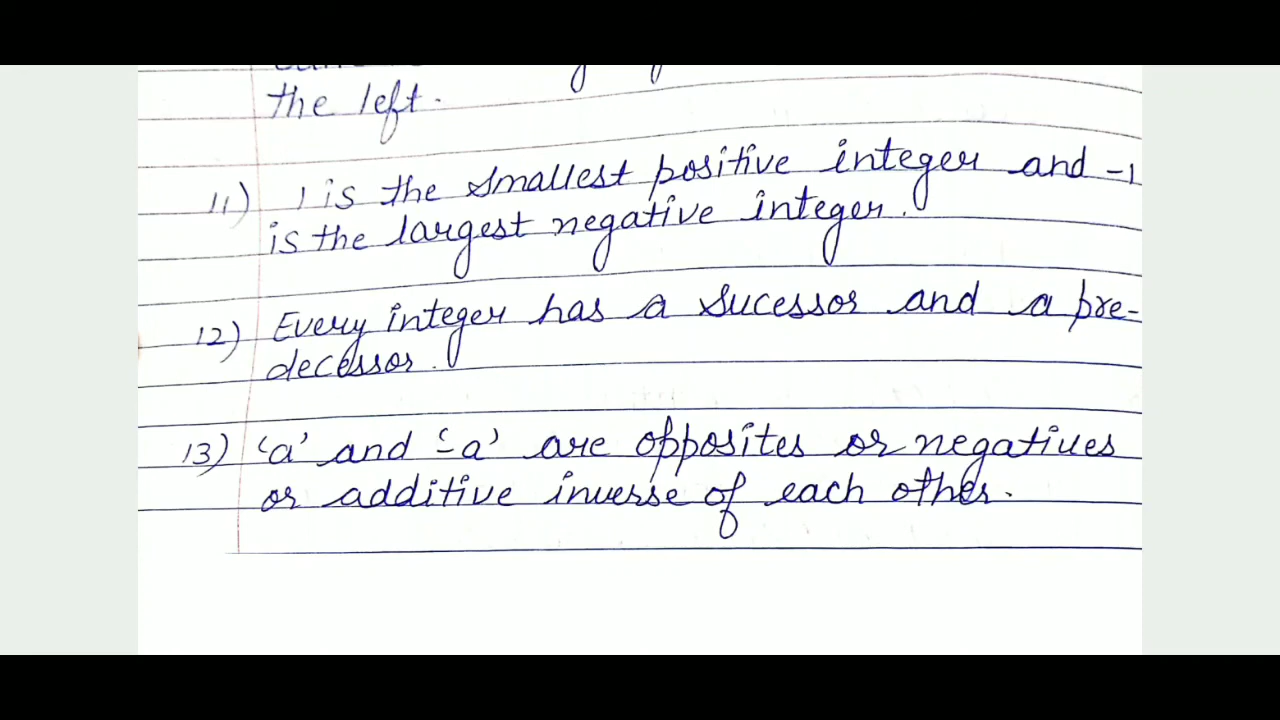 the left.
11) 1 is the smallest positive integer and -1
is the largest negative integer.
12) Every integer has a sucessor and a pre-
decessor.
13) 'a' and '-a' are opposites or negatives
or additive inverse of each other.